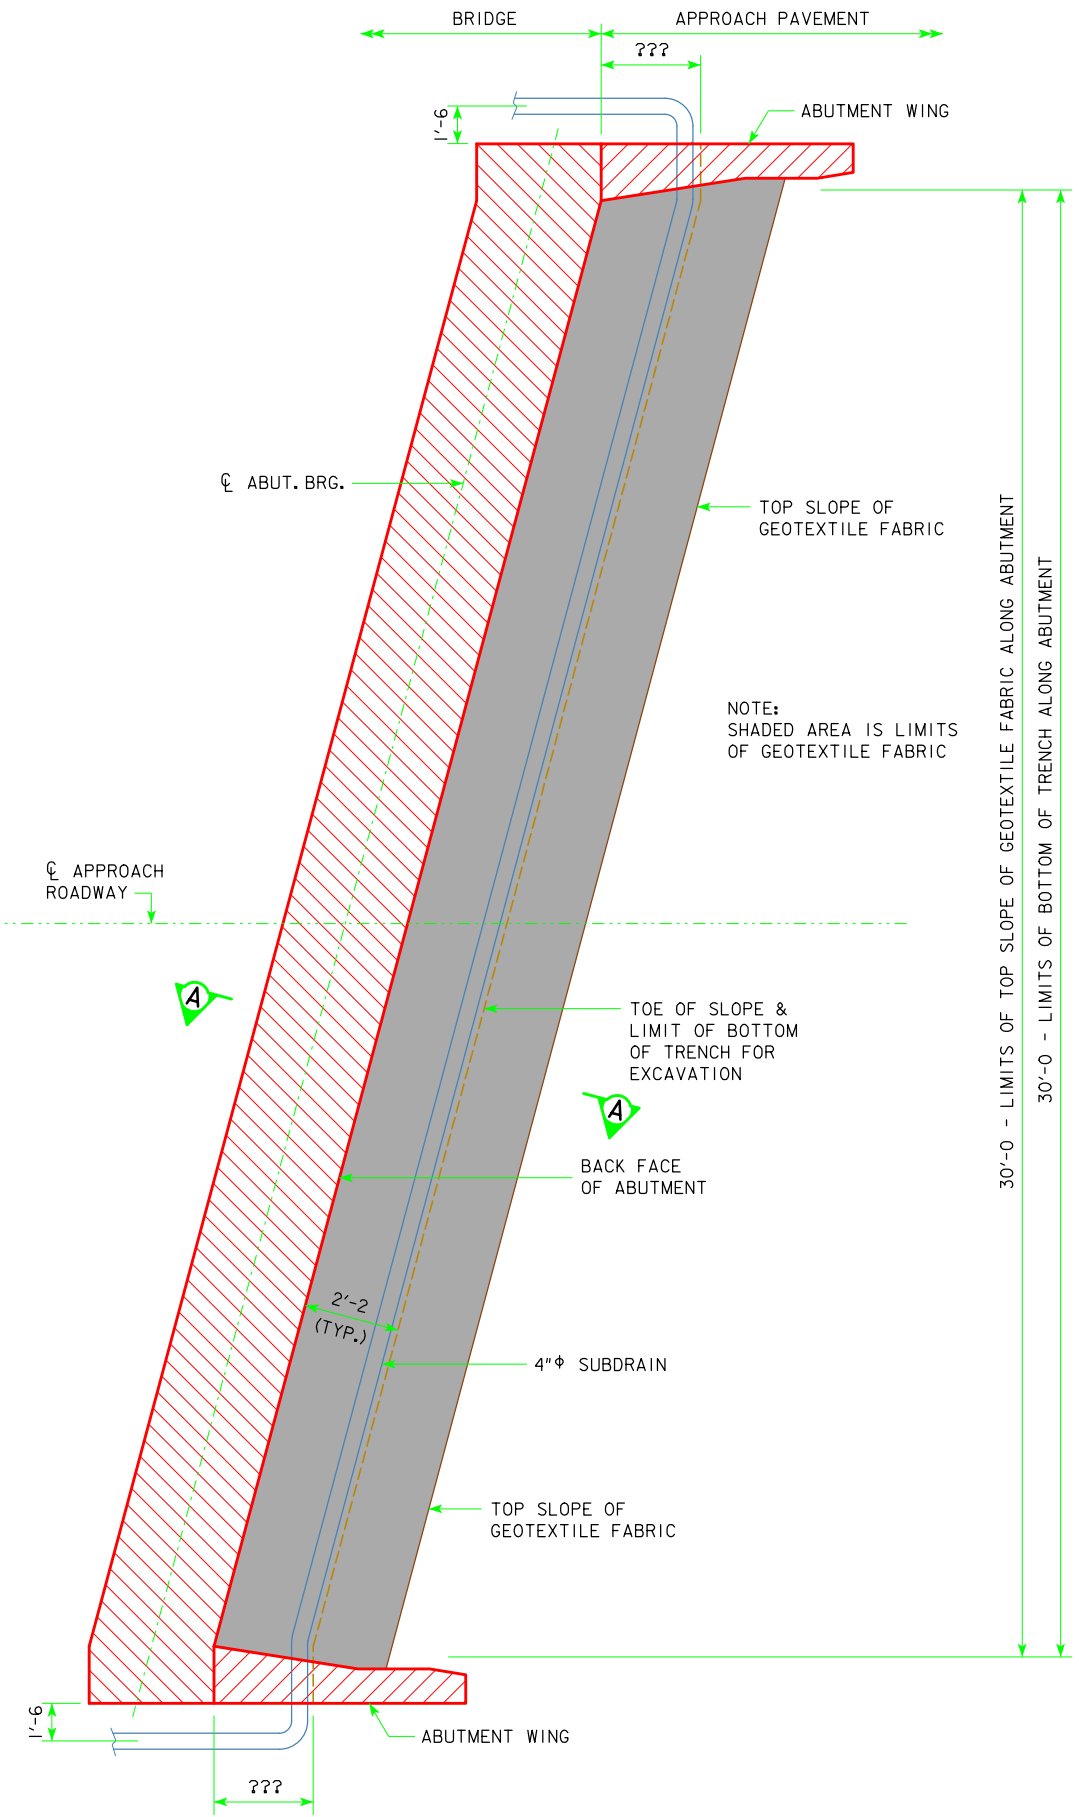 BRIDGE
APPROACH PAVEMENT
???
1'-6
ABUTMENT WING
℄ ABUT. BRG.
TOP SLOPE OF
GEOTEXTILE FABRIC
30'-0 - LIMITS OF TOP SLOPE OF GEOTEXTILE FABRIC ALONG ABUTMENT
30'-0 - LIMITS OF BOTTOM OF TRENCH ALONG ABUTMENT
NOTE:
SHADED AREA IS LIMITS
OF GEOTEXTILE FABRIC
℄ APPROACH
ROADWAY
A
TOE OF SLOPE &
LIMIT OF BOTTOM
OF TRENCH FOR
EXCAVATION
A
BACK FACE
OF ABUTMENT
2'-2
(TYP.)
4"ϕ SUBDRAIN
TOP SLOPE OF
GEOTEXTILE FABRIC
1'-6
ABUTMENT WING
???